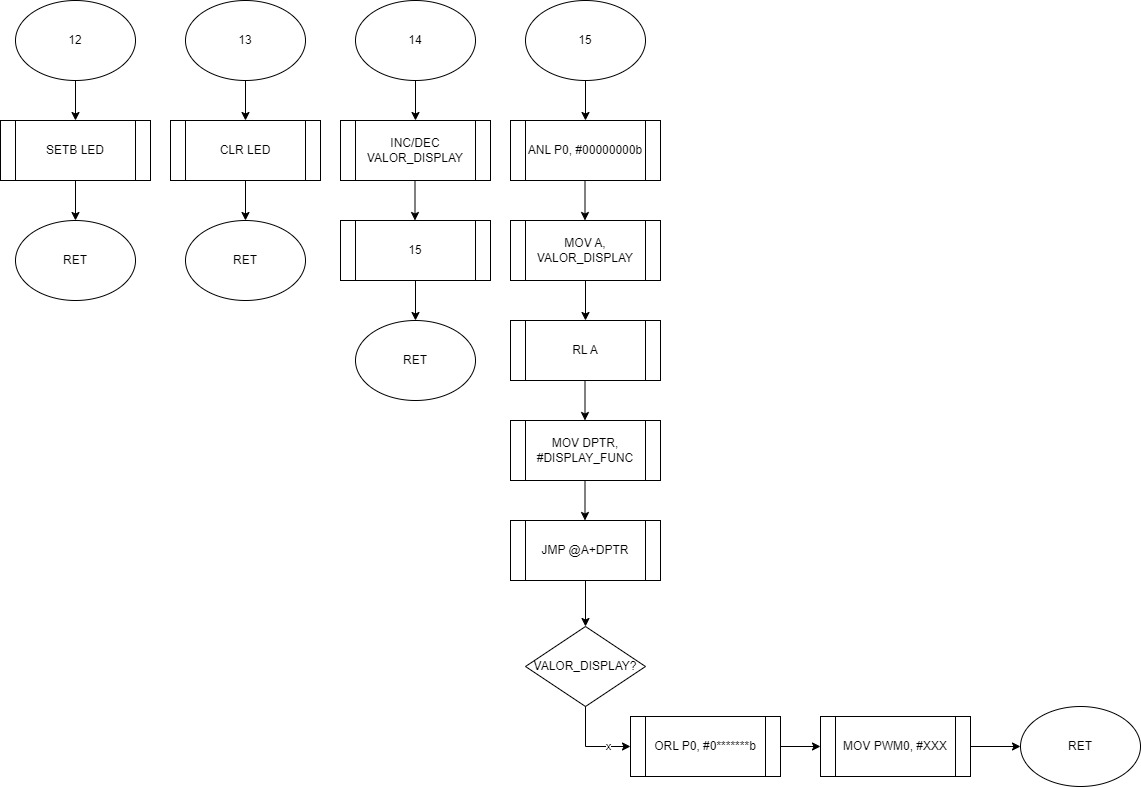 12
13
14
15
SETB LED
CLR LED
INC/DEC
VALOR_DISPLAY
ANL P0, #00000000b
RET
RET
15
MOV A,
VALOR_DISPLAY
RET
RL A
MOV DPTR,
#DISPLAY_FUNC
JMP @A+DPTR
VALOR_DISPLAY?
x
ORL P0, #0*******b
MOV PWM0, #XXX
RET